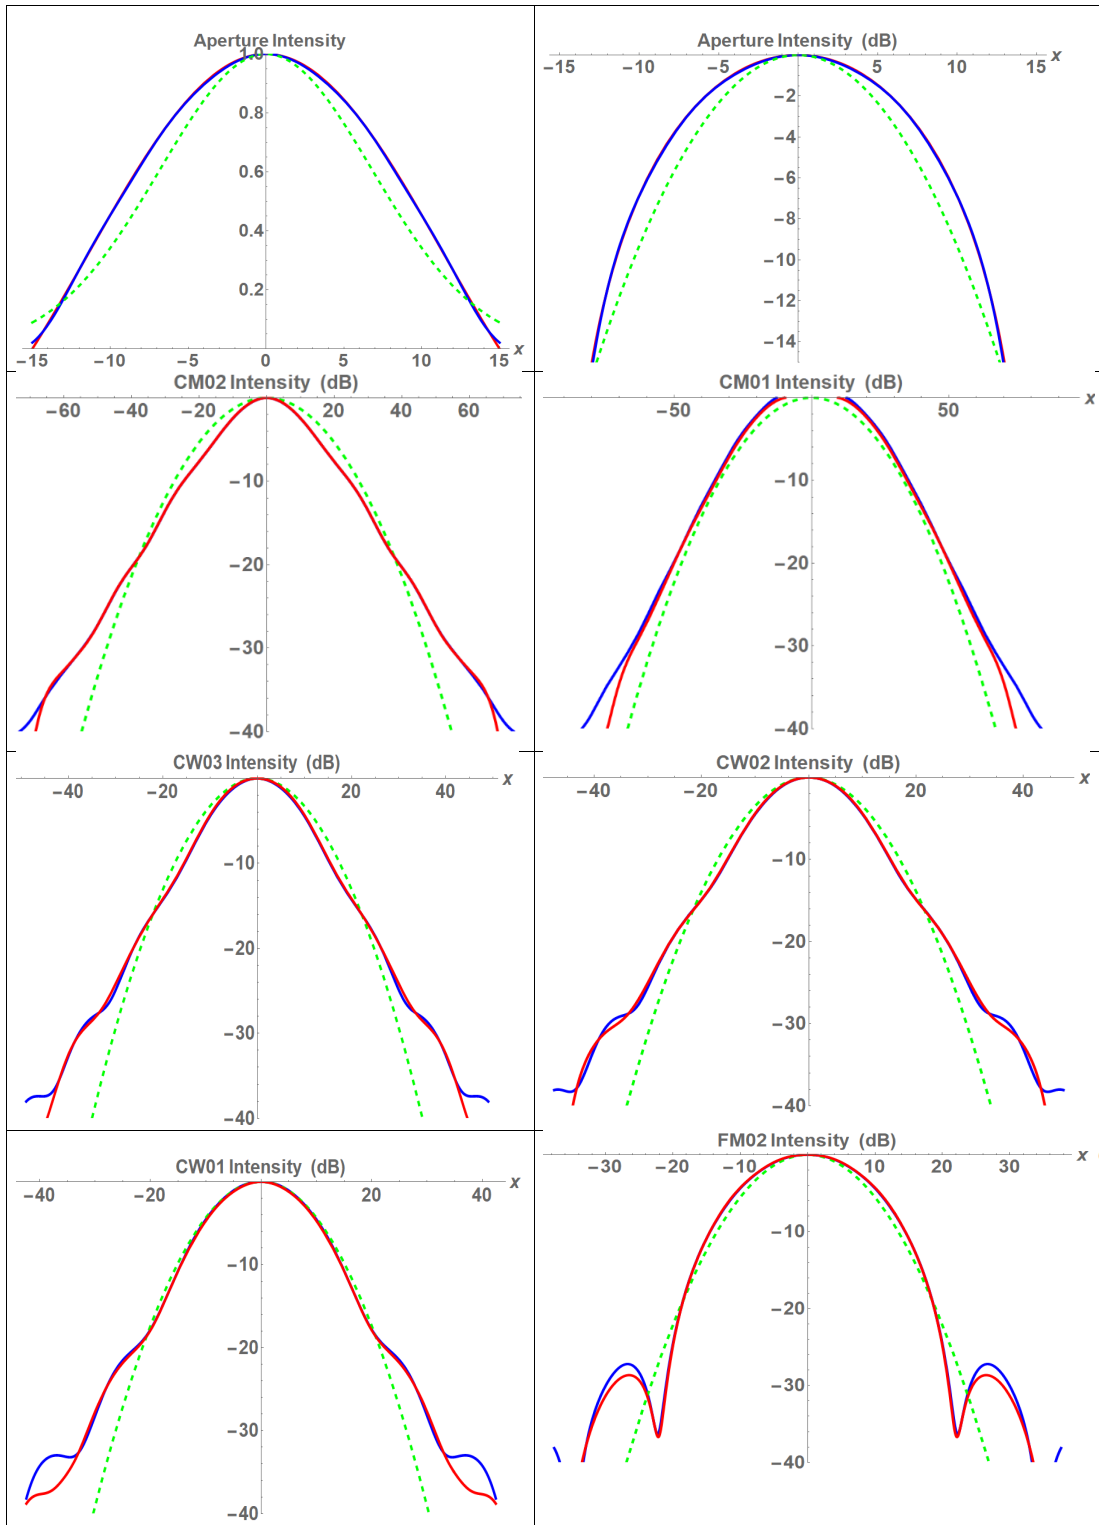 Aperture Intensity
1.0
0.8
0.6
0.4
0.2
−15 −10 −5 0 5 10 15 x
Aperture Intensity (dB)
−15 −10 −5 5 10 15 x
−2
−4
−6
−8
−10
−12
−14
CM02 Intensity (dB)
−60 −40 −20 20 40 60
−10
−20
−30
−40
CM01 Intensity (dB)
−50 50 x
−10
−20
−30
−40
CW03 Intensity (dB)
−40 −20 20 40 x
−10
−20
−30
−40
CW02 Intensity (dB)
−40 −20 20 40 x
−10
−20
−30
−40
CW01 Intensity (dB)
−40 −20 20 40 x
−10
−20
−30
−40
FM02 Intensity (dB)
−30 −20 −10 10 20 30 x (
−10
−20
−30
−40